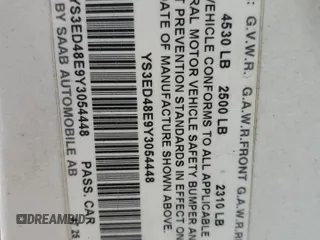 : G.V.W.R. G.A.W.R.FRONT G.A.W.R.R
4530 LB 2500 LB 2310 LB
VEHICLE CONFORMS TO ALL APPLICABLE
RAL MOTOR VEHICLE SAFETY BUMPER AN
T PREVENTION STANDARDS IN EFFECT ON
ATE OF MANUFACTURE SHOWN ABOVE.
YS3ED48E9Y3054448
YS3ED48E9Y3054448 PASS. CAR
BY SAAB AUTOMOBILE AB 25
DREAMBID